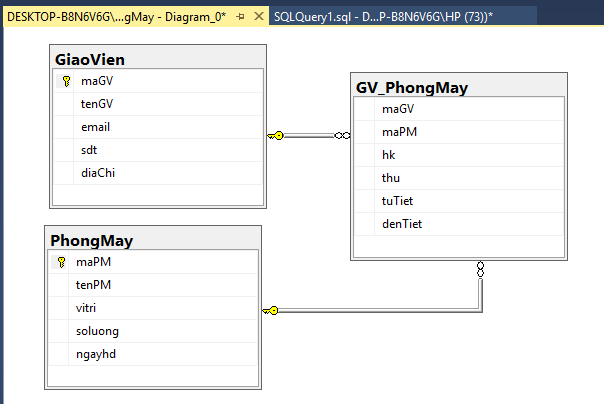 DESKTOP-B8N6V6G\...gMay - Diagram_0*
SQLQuery1.sql - D...P-B8N6V6G\HP (73))*
GiaoVien
maGV
tenGV
email
sdt
diaChi
GV_PhongMay
maGV
maPM
hk
thu
tuTiet
denTiet
PhongMay
maPM
tenPM
vitri
soluong
ngayhd